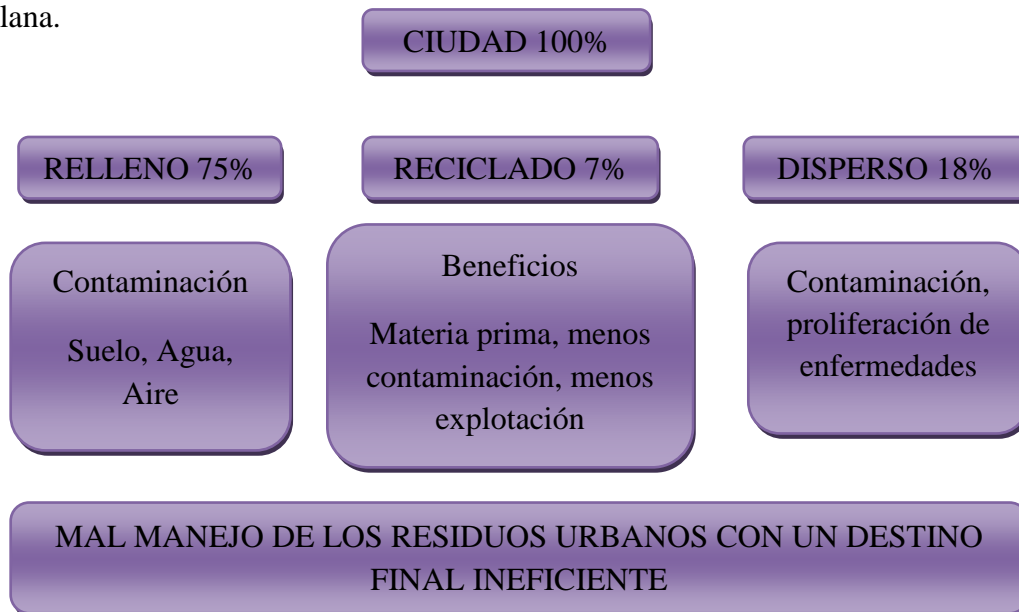 lana.
CIUDAD 100%
RELLENO 75%
RECICLADO 7%
DISPERSO 18%
Contaminación
Suelo, Agua,
Aire
Beneficios
Materia prima, menos
contaminación, menos
explotación
Contaminación,
proliferación de
enfermedades
MAL MANEJO DE LOS RESIDUOS URBANOS CON UN DESTINO
FINAL INEFICIENTE